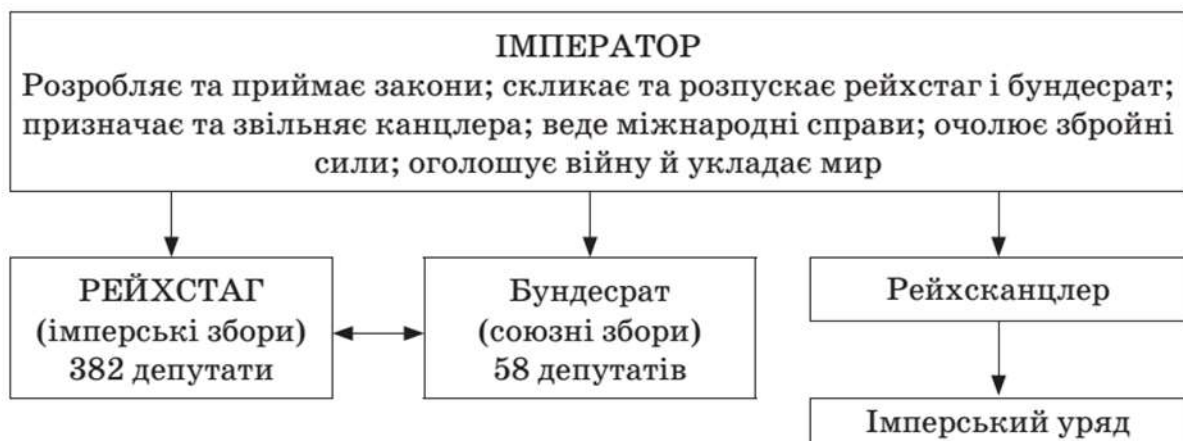 ІМПЕРАТОР
Розробляє та приймає закони; скликає та розпускає рейхстаг і бундесрат;
призначає та звільняє канцлера; веде міжнародні справи; очолює збройні
сили; оголошує війну й укладає мир
РЕЙХСТАГ
(імперські збори)
382 депутати
Бундесрат
(союзні збори)
58 депутатів
Рейхсканцлер
Імперський уряд